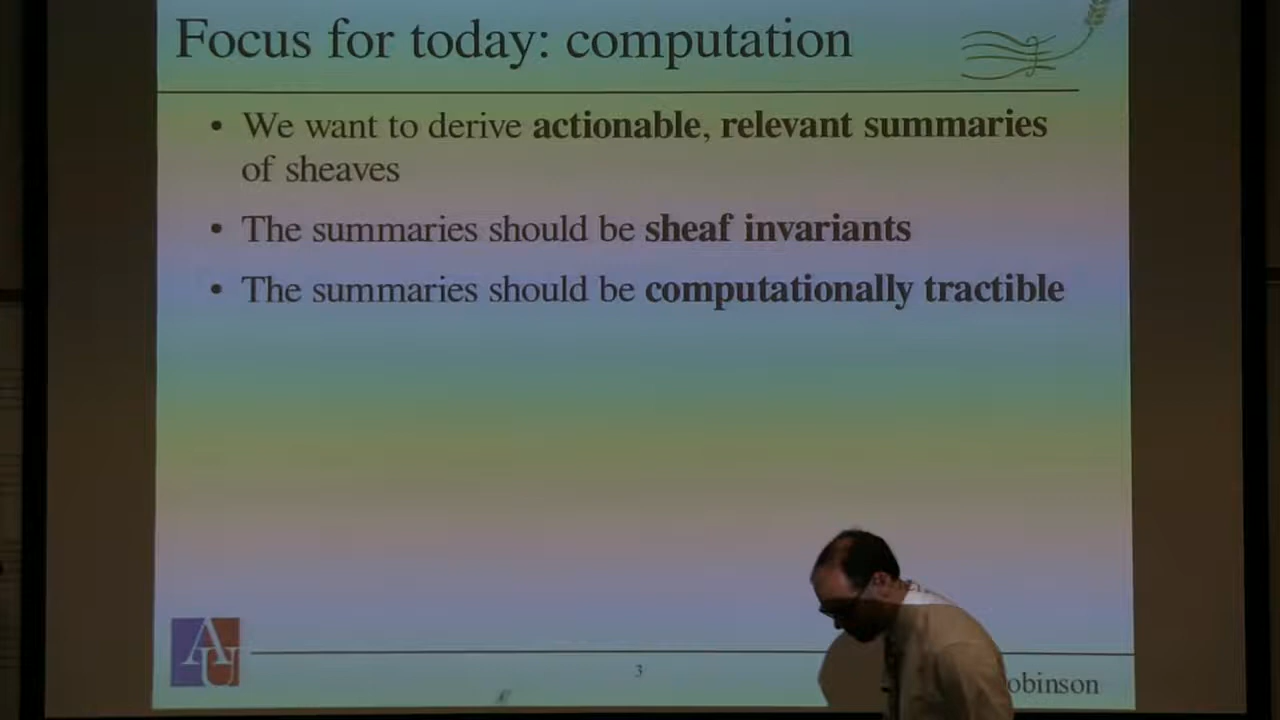 Focus for today: computation
• We want to derive actionable, relevant summaries
of sheaves
• The summaries should be sheaf invariants
• The summaries should be computationally tractible
AU
3
obinson